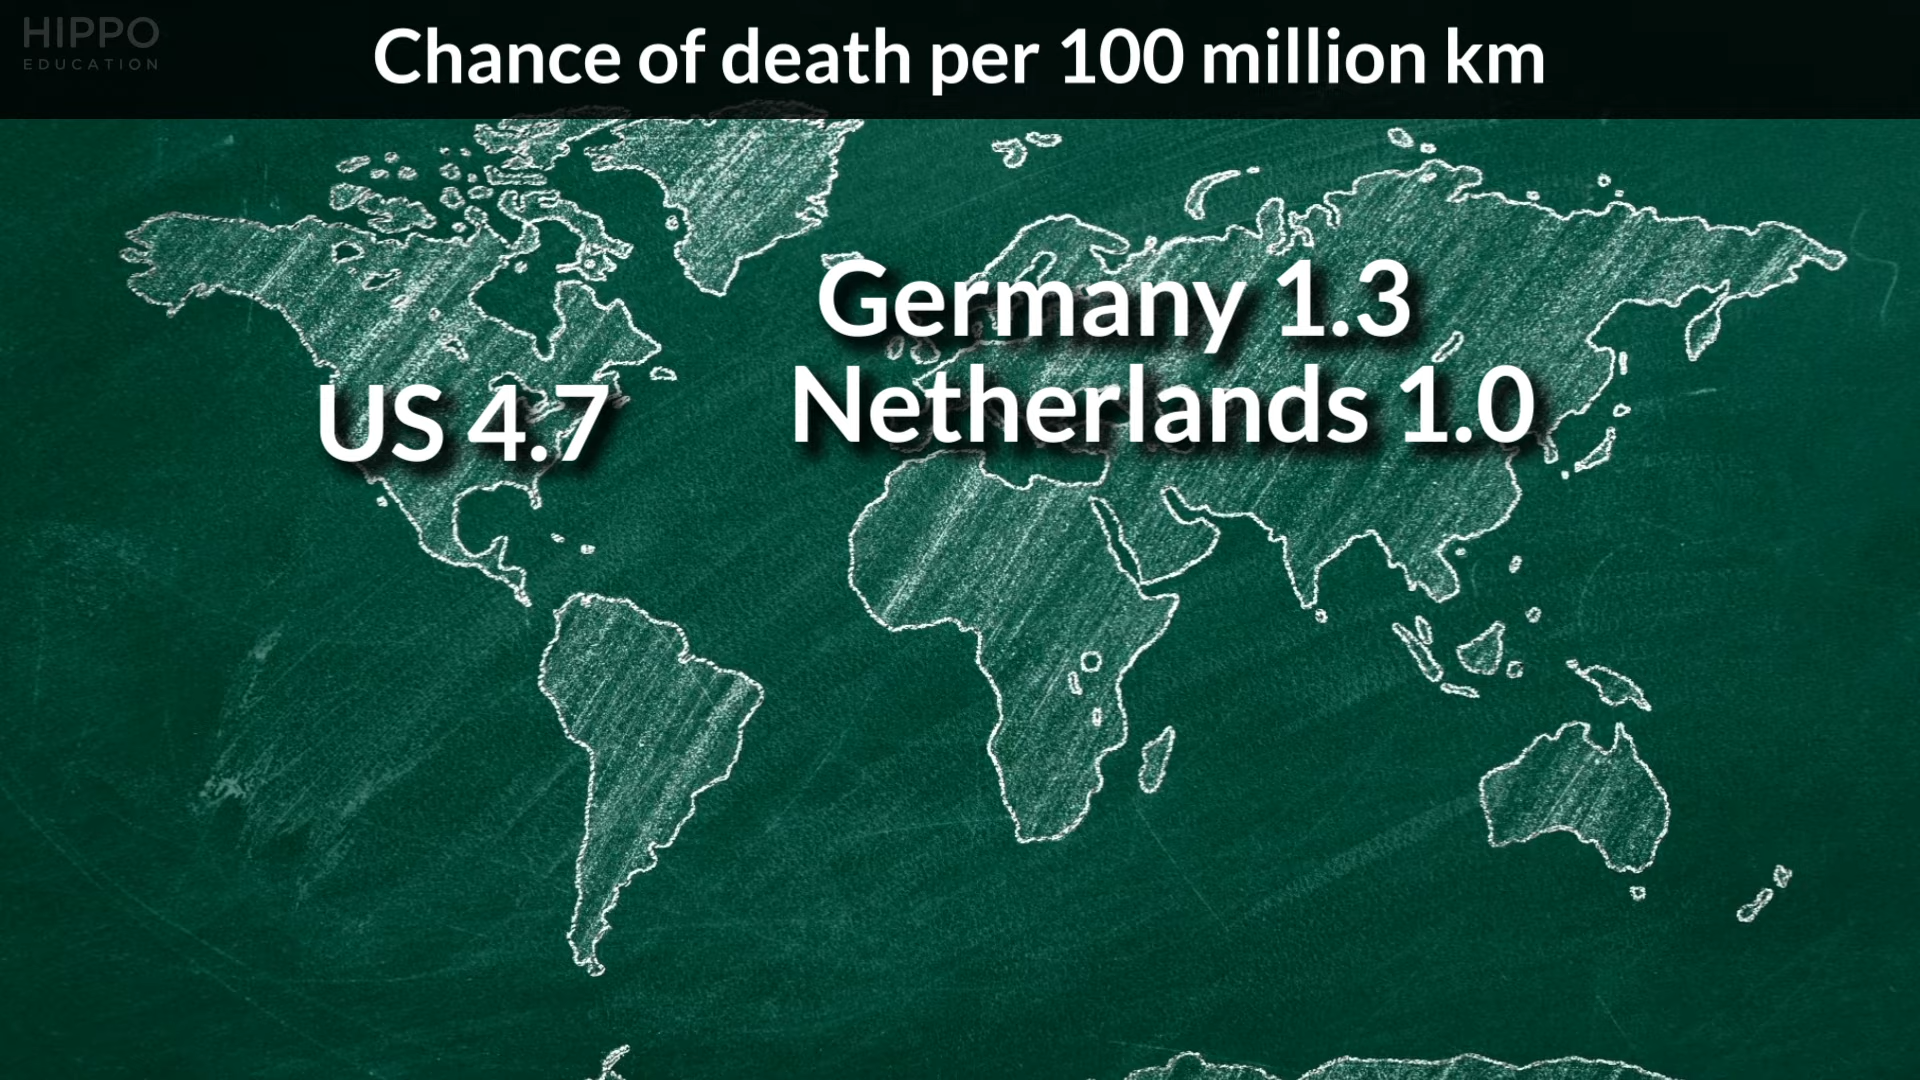 HIPPO
EDUCATION
Chance of death per 100 million km
Germany 1.3
Netherlands 1.0
US 4.7